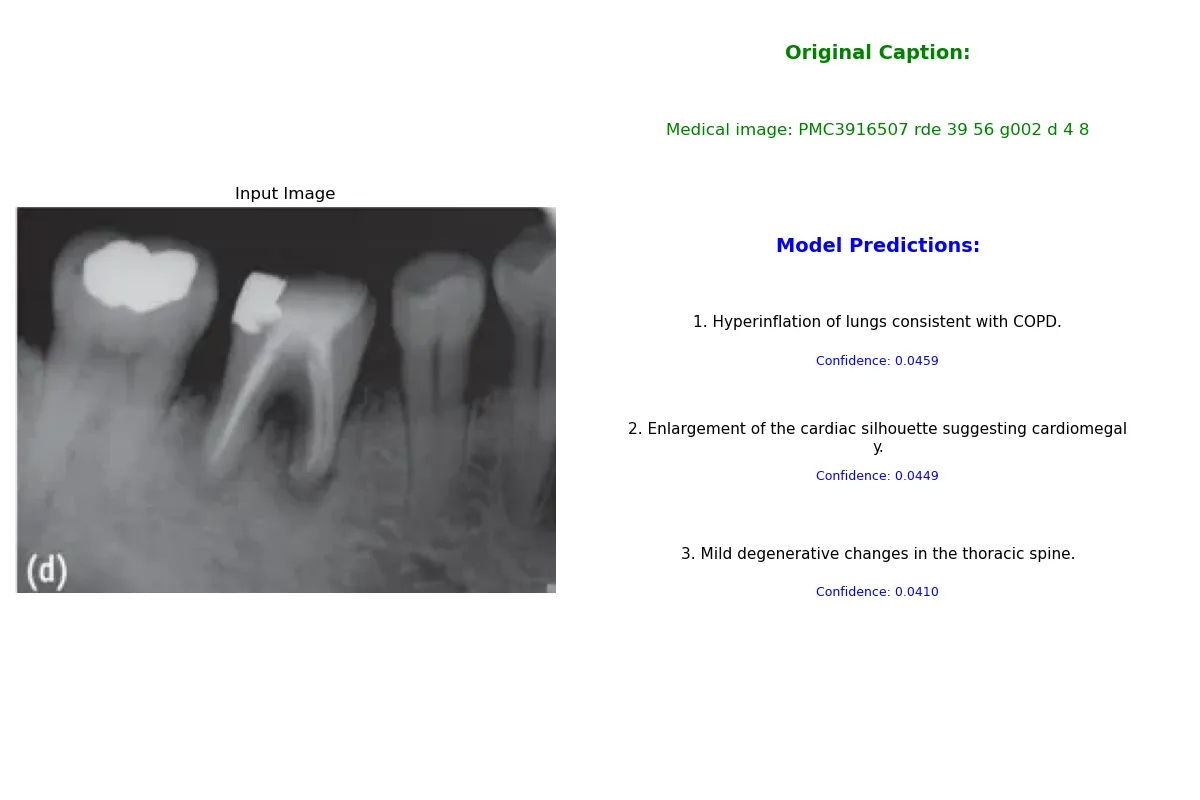 Original Caption:
Medical image: PMC3916507 rde 39 56 g002 d 4 8
Input Image
(d)
Model Predictions:
1. Hyperinflation of lungs consistent with COPD.
Confidence: 0.0459
2. Enlargement of the cardiac silhouette suggesting cardiomegal
y.
Confidence: 0.0449
3. Mild degenerative changes in the thoracic spine.
Confidence: 0.0410